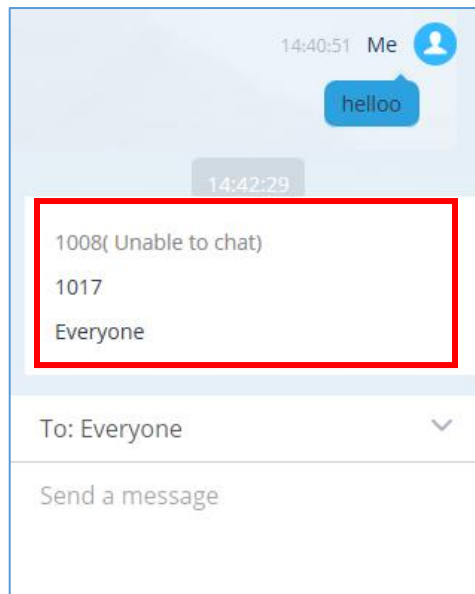 14:40:51 Me
helloo
14:42:29
1008( Unable to chat)
1017
Everyone
To: Everyone
Send a message